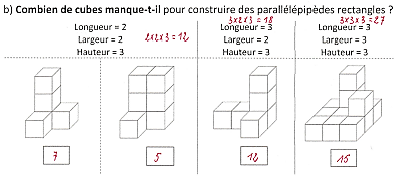 b) Combien de cubes manque-t-il pour construire des parallélépipèdes rectangles ?
3x2x3=18 3x3x3=27
Longueur = 2 Longueur = 3 Longueur = 3
Largeur = 2 2x2x3=12 Largeur = 2 Largeur = 3
Hauteur = 3 Hauteur = 3 Hauteur = 3
7 5 12 15